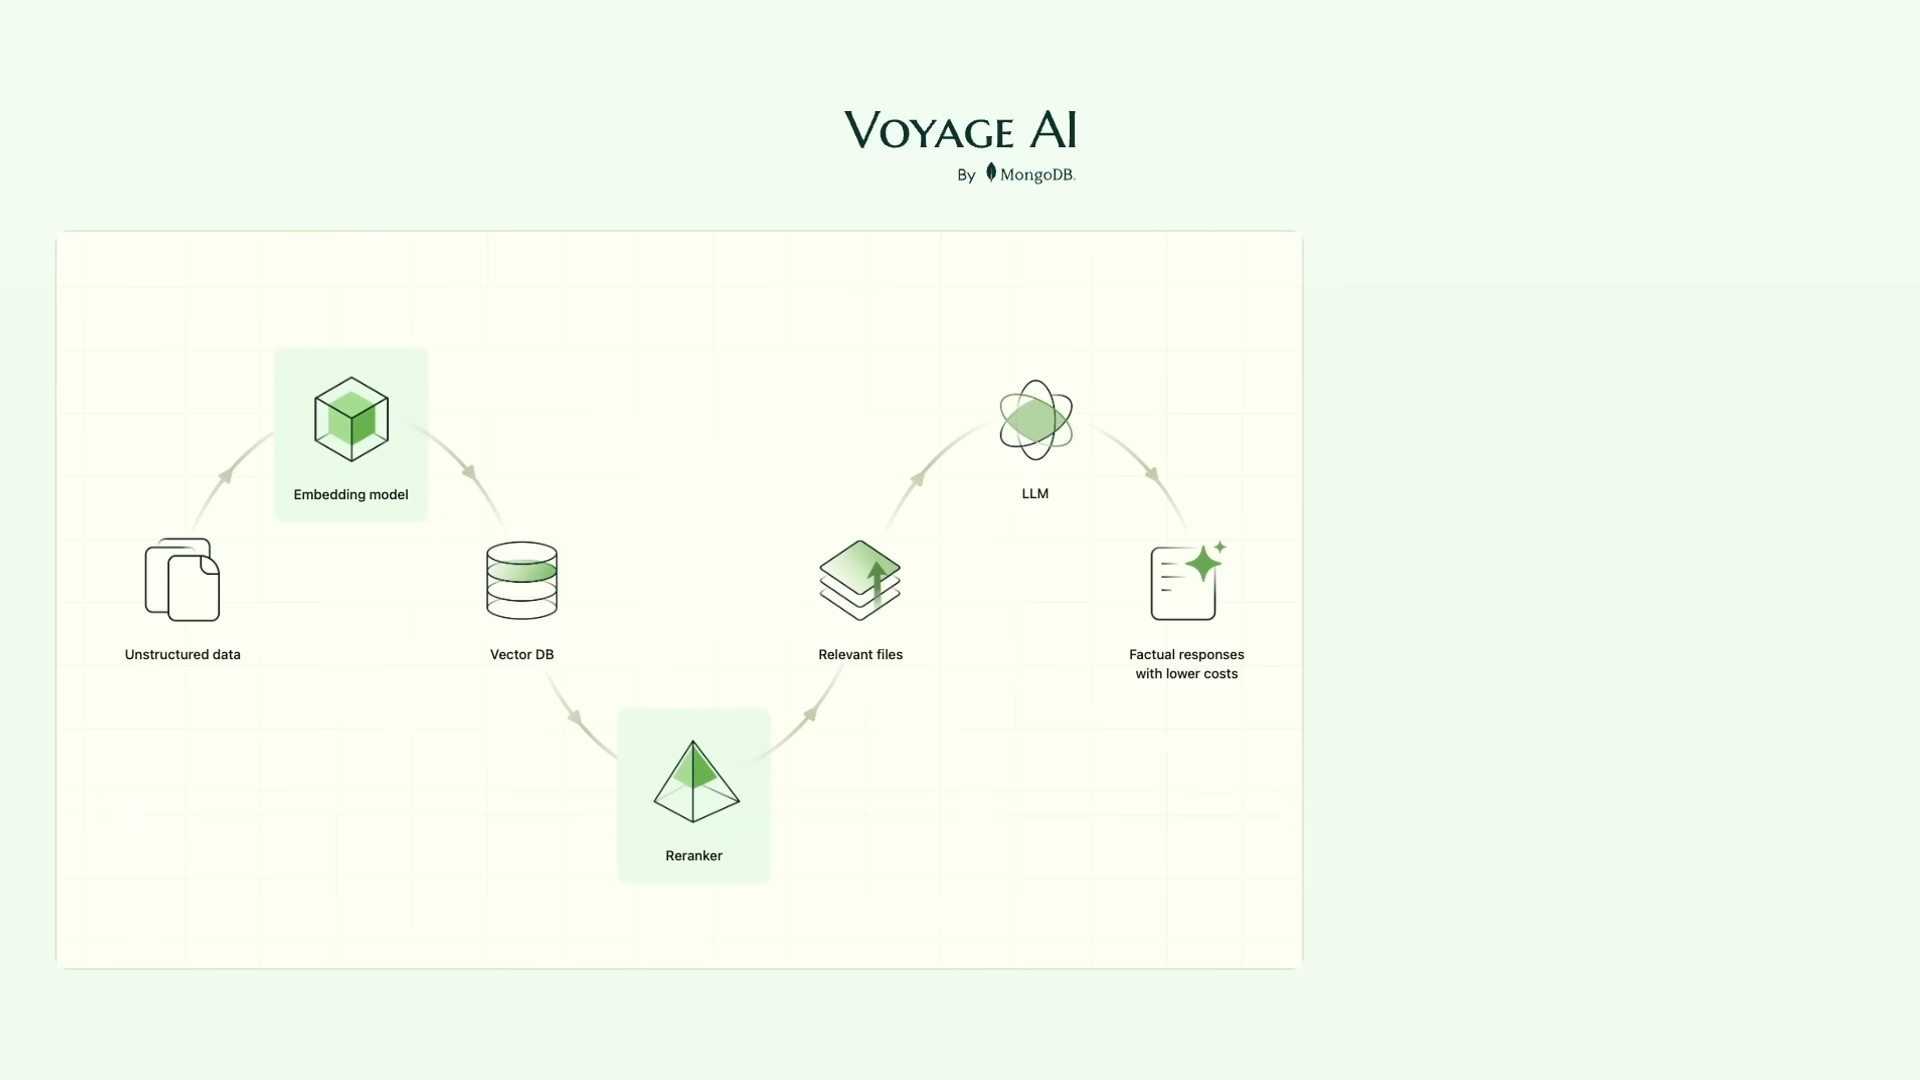 VOYAGE AI
By MongoDB.
Embedding model
LLM
Unstructured data
Vector DB
Relevant files
Factual responses
with lower costs
Reranker